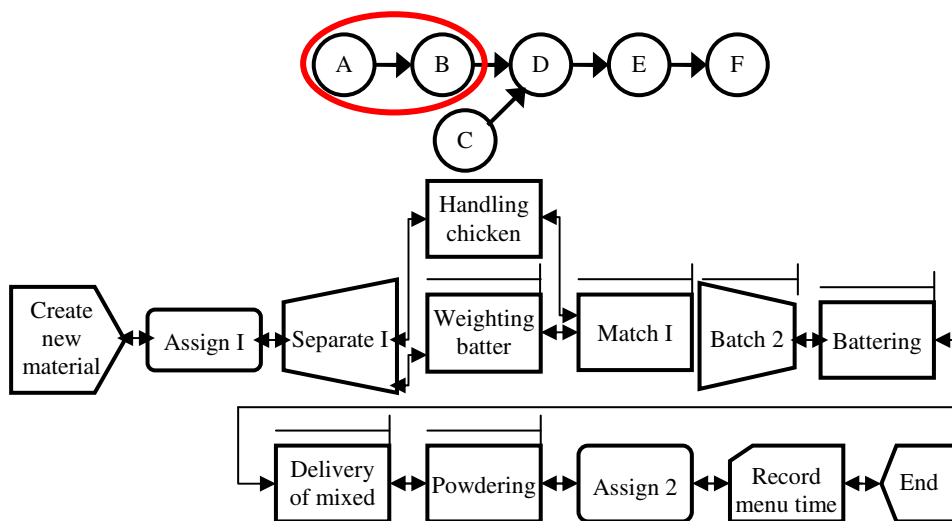 A
B
D
E
F
C
Handling
chicken
Create
new
material
Assign I
Separate I
Weighting
batter
Match I
Batch 2
Battering
Delivery
of mixed
Powdering
Assign 2
Record
menu time
End